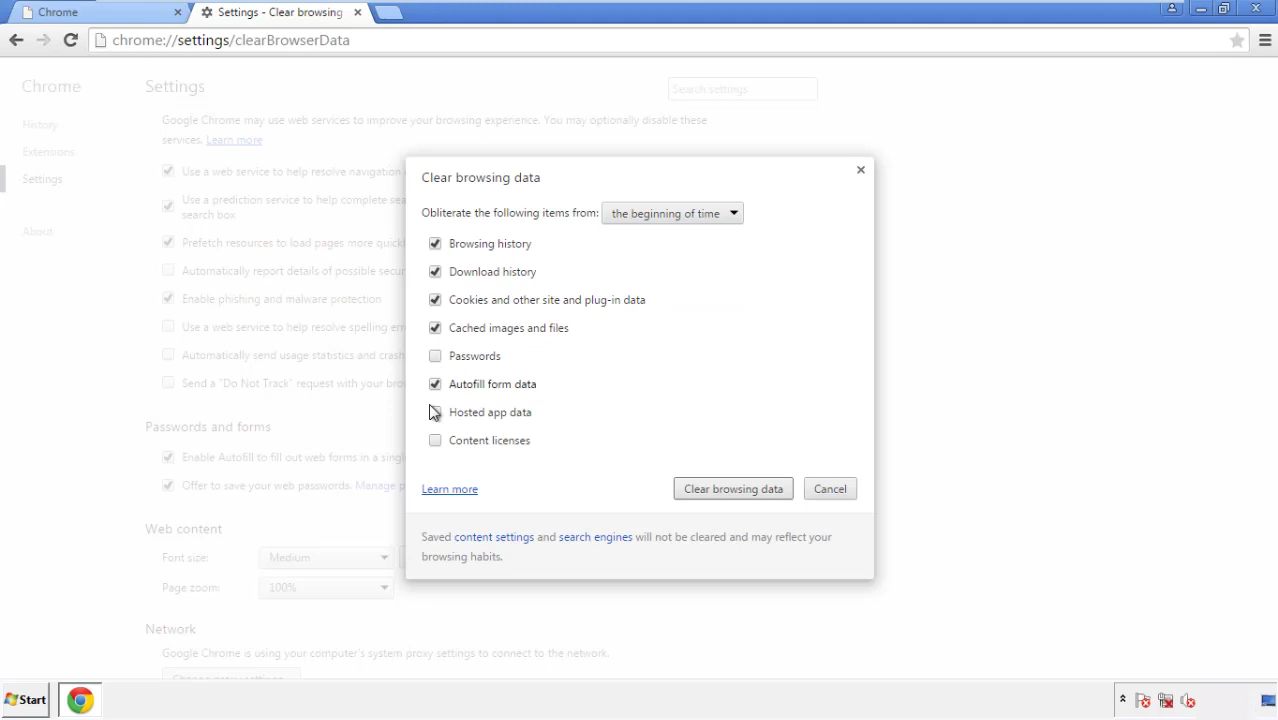 Chrome
Settings - Clear browsing
chrome://settings/clearBrowserData
Chrome
History
Extensions
Settings
About
Settings
Search settings
Google Chrome may use web services to improve your browsing experience. You may optionally disable these
services. Learn more
Use a web service to help resolve navigation
Use a prediction service to help complete sea
search box
Prefetch resources to load pages more quickl
Automatically report details of possible secur
Enable phishing and malware protection
Use a web service to help resolve spelling err
Automatically send usage statistics and crash
Send a "Do Not Track" request with your bro
Passwords and forms
Enable Autofill to fill out web forms in a singl
Offer to save your web passwords. Manage p
Web content
Font size:
Medium
Page zoom:
100%
Network
Google Chrome is using your computer's system proxy settings to connect to the network.
Clear browsing data
Obliterate the following items from:
the beginning of time
Browsing history
Download history
Cookies and other site and plug-in data
Cached images and files
Passwords
Autofill form data
Hosted app data
Content licenses
Learn more
Clear browsing data
Cancel
Saved content settings and search engines will not be cleared and may reflect your
browsing habits.
Start